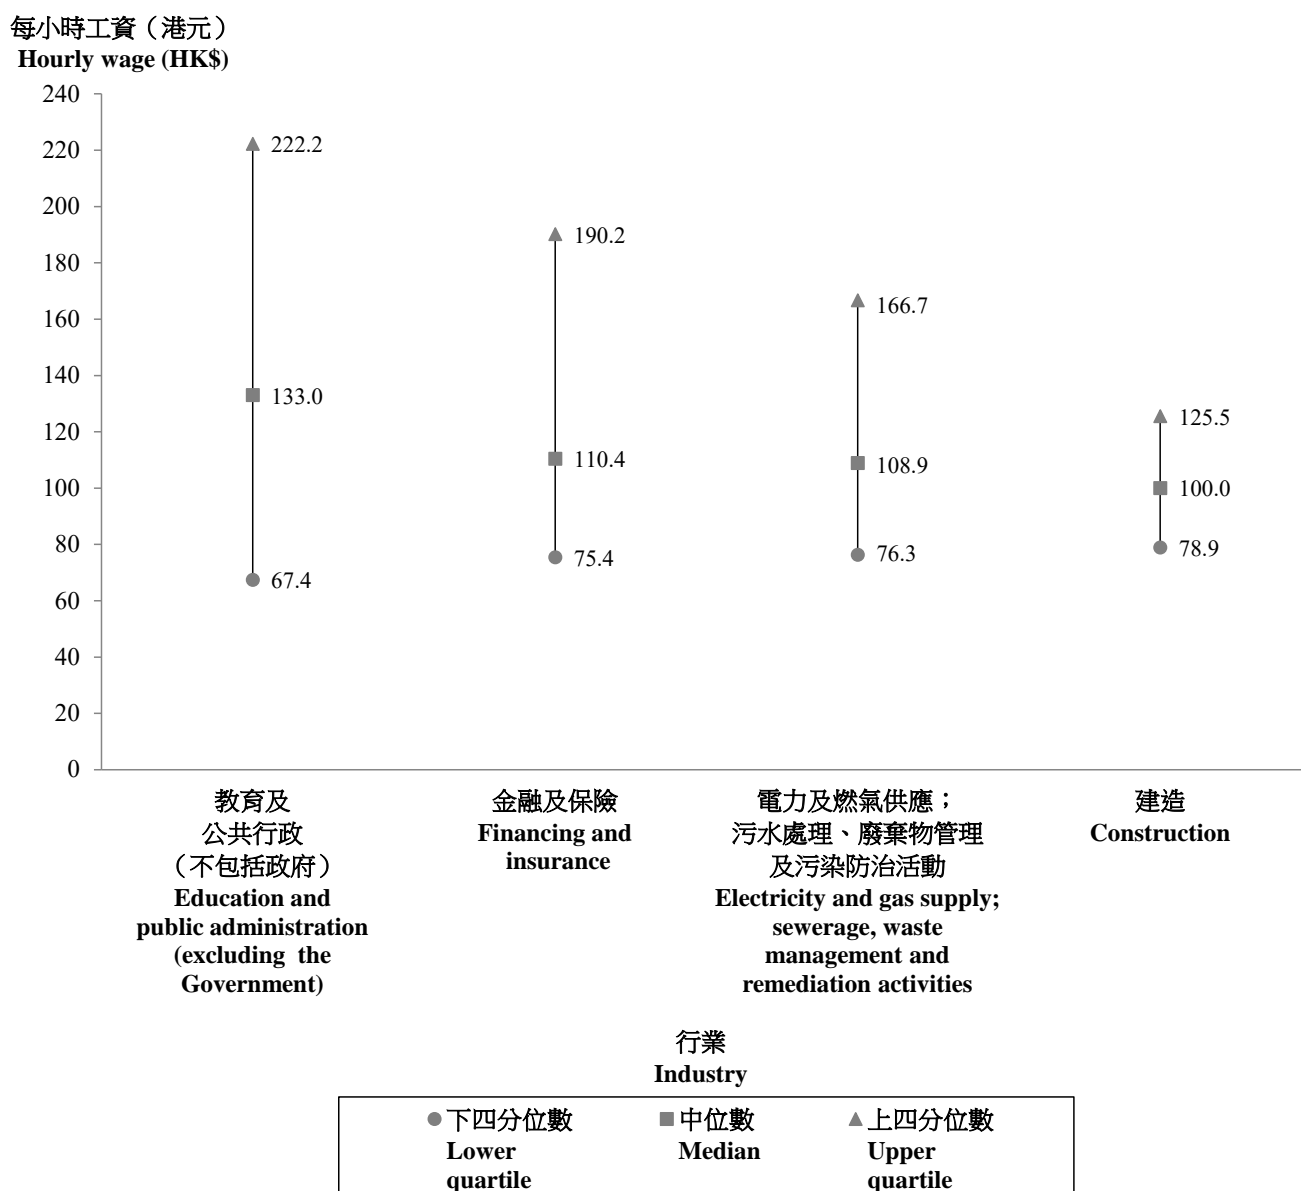 每小時工資（港元）
Hourly wage (HK$)
240
220
200
180
160
140
120
100
80
60
40
20
0
222.2
133.0
67.4
190.2
110.4
75.4
166.7
108.9
76.3
125.5
100.0
78.9
教育及
公共行政
（不包括政府）
Education and
public administration
(excluding the
Government)
金融及保險
Financing and
insurance
電力及燃氣供應；
污水處理、廢棄物管理
及污染防治活動
Electricity and gas supply;
sewerage, waste
management and
remediation activities
建造
Construction
行業
Industry
下四分位數
Lower
quartile
中位數
Median
上四分位數
Upper
quartile